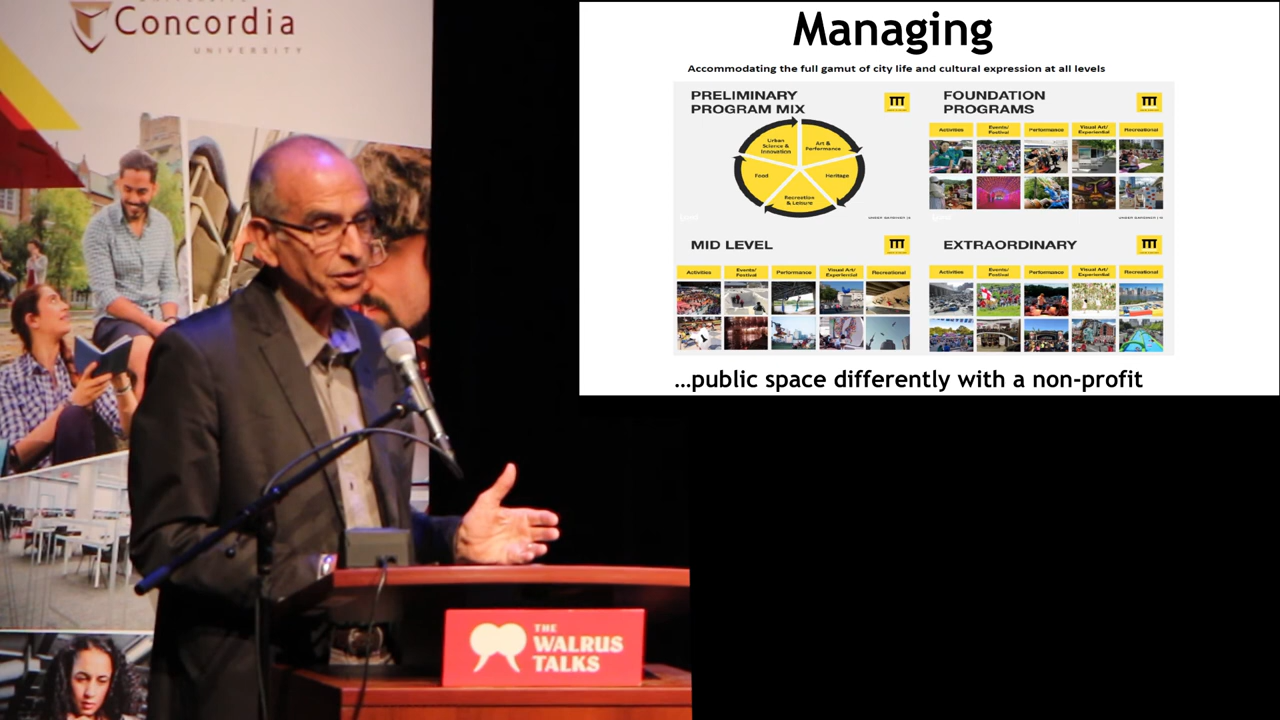 Concordia
UNIVERSITY
THE
WALRUS
TALKS
Managing
Accommodating the full gamut of city life and cultural expression at all levels
PRELIMINARY
PROGRAM MIX
Urban
Science &
Innovation
Art &
Performance
Food
Heritage
Recreation
& Leisure
FOUNDATION
PROGRAMS
Activities
Events/
Festival
Performance
Visual Art/
Experiential
Recreational
MID LEVEL
Activities
Events/
Festival
Performance
Visual Art/
Experiential
Recreational
EXTRAORDINARY
Activities
Events/
Festival
Performance
Visual Art/
Experiential
Recreational
...public space differently with a non-profit